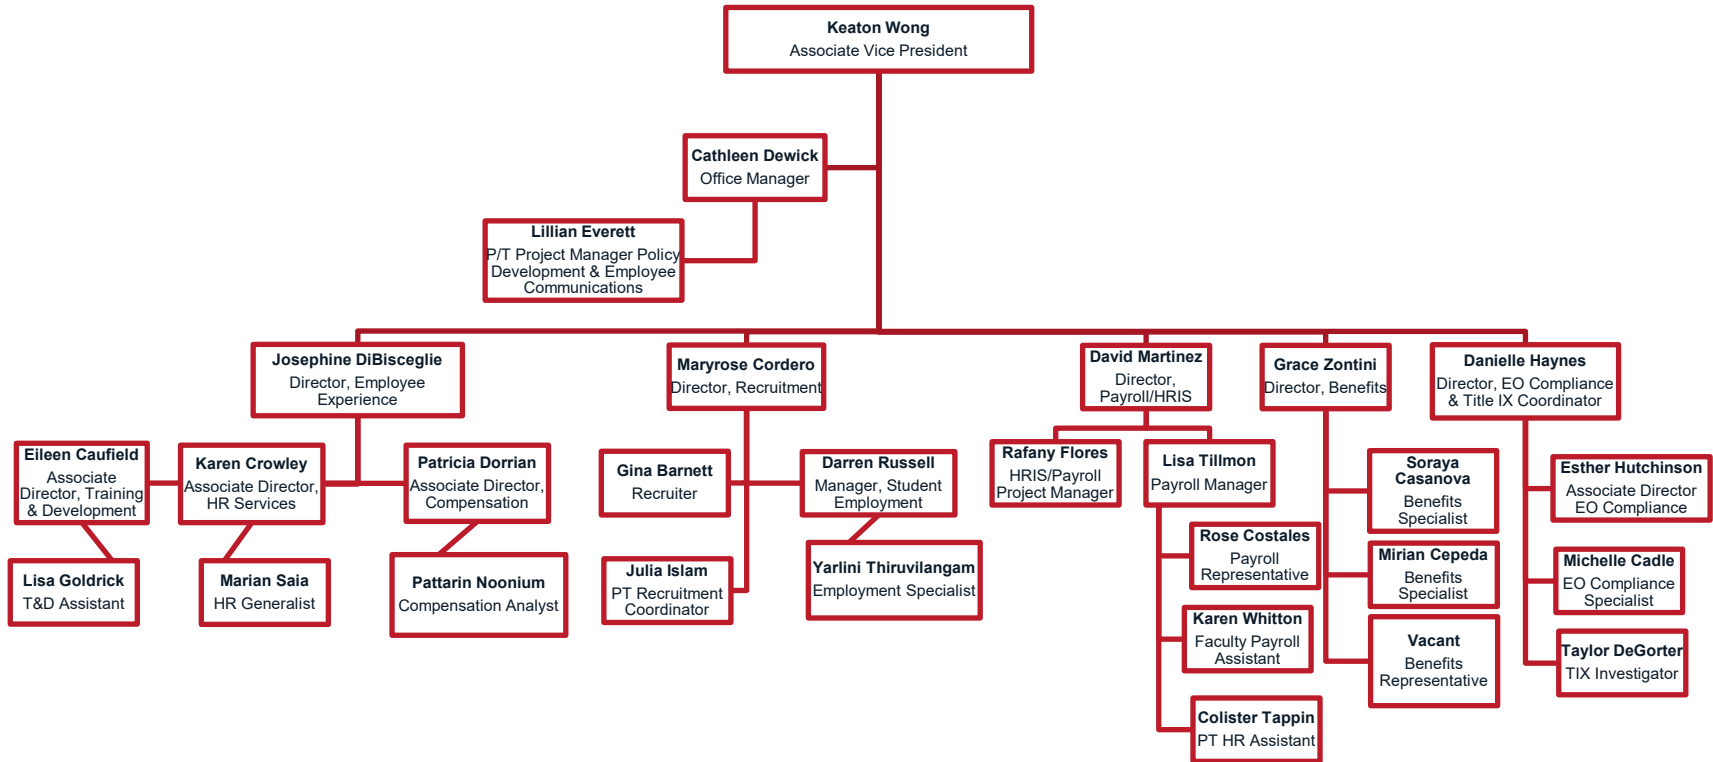 Keaton Wong
Associate Vice President
Cathleen Dewick
Office Manager
Lillian Everett
P/T Project Manager Policy
Development & Employee
Communications
Josephine DiBisceglie
Director, Employee
Experience
Maryrose Cordero
Director, Recruitment
David Martinez
Director,
Payroll/HRIS
Grace Zontini
Director, Benefits
Danielle Haynes
Director, EO Compliance
& Title IX Coordinator
Eileen Caufield
Associate
Director, Training
& Development
Karen Crowley
Associate Director,
HR Services
Patricia Dorrian
Associate Director,
Compensation
Lisa Goldrick
T&D Assistant
Marian Saia
HR Generalist
Pattarin Noonium
Compensation Analyst
Gina Barnett
Recruiter
Darren Russell
Manager, Student
Employment
Julia Islam
PT Recruitment
Coordinator
Yarlini Thiruvilangam
Employment Specialist
Rafany Flores
HRIS/Payroll
Project Manager
Lisa Tillmon
Payroll Manager
Rose Costales
Payroll
Representative
Karen Whitton
Faculty Payroll
Assistant
Colister Tappin
PT HR Assistant
Soraya
Casanova
Benefits
Specialist
Mirian Cepeda
Benefits
Specialist
Vacant
Benefits
Representative
Esther Hutchinson
Associate Director
EO Compliance
Michelle Cadle
EO Compliance
Specialist
Taylor DeGorter
TIX Investigator